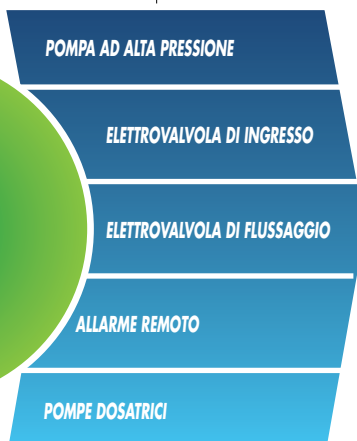 POMPA AD ALTA PRESSIONE
ELETTROVALVOLA DI INGRESSO
ELETTROVALVOLA DI FLUSSAGGIO
ALLARME REMOTO
POMPE DOSATRICI